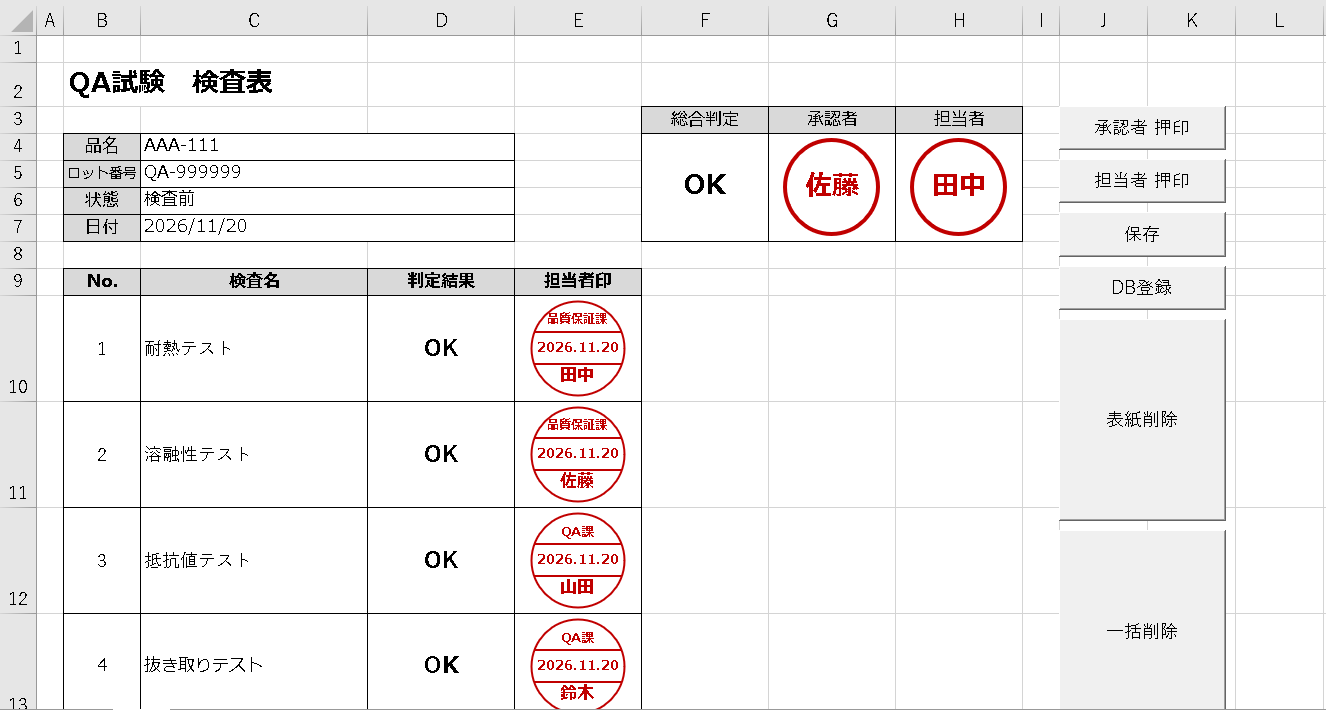 A B C D E F G H I J K L
1
2 QA試験　検査表
3 総合判定 承認者 担当者 承認者 押印
4 品名 AAA-111
5 ロット番号 QA-999999 OK 佐藤 田中 担当者 押印
6 状態 検査前
7 日付 2026/11/20 保存
8
9 No. 検査名 判定結果 担当者印 DB登録
品質保証課
1 耐熱テスト OK 2026.11.20
田中
10
表紙削除
品質保証課
2 溶融性テスト OK 2026.11.20
佐藤
11
QA課
3 抵抗値テスト OK 2026.11.20
山田
12
一括削除
QA課
4 抜き取りテスト OK 2026.11.20
鈴木
13